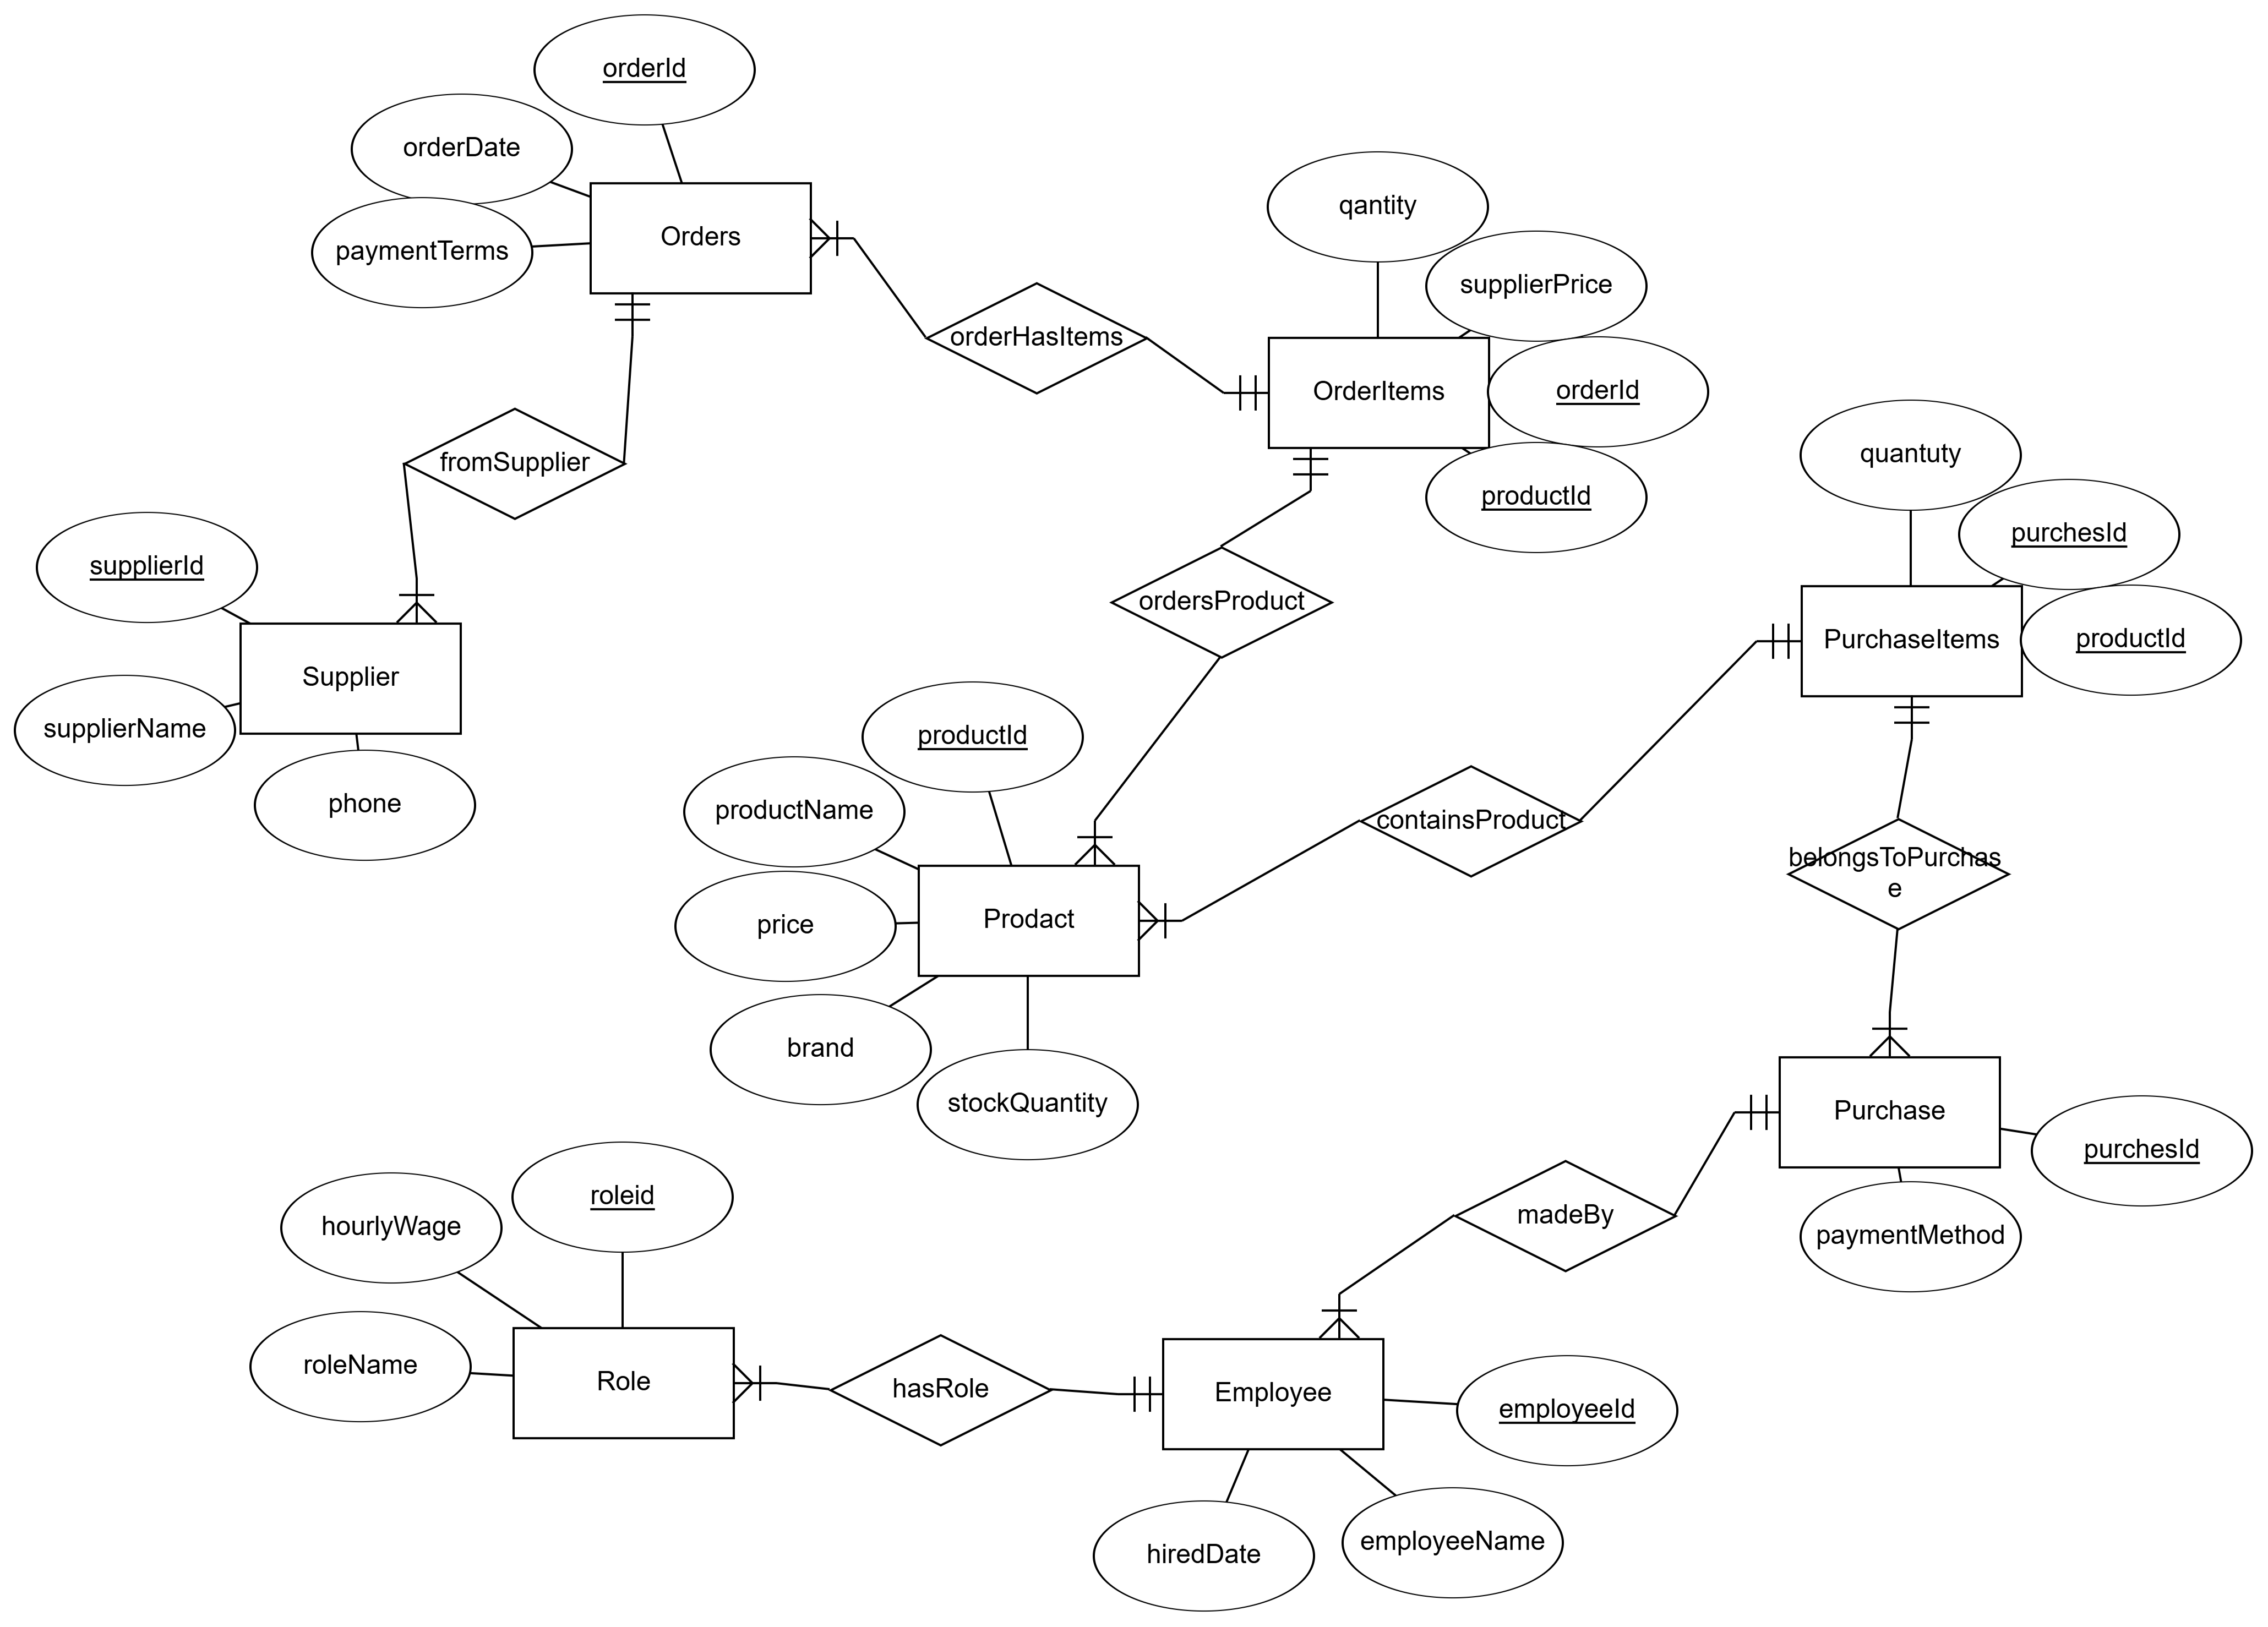 orderId
orderDate
paymentTerms
Orders
qantity
supplierPrice
orderHasItems
OrderItems
orderId
productId
fromSupplier
quantuty
purchesId
PurchaseItems
productId
supplierId
Supplier
supplierName
phone
ordersProduct
productId
productName
price
Prodact
brand
stockQuantity
containsProduct
belongsToPurchas
e
Purchase
purchesId
paymentMethod
madeBy
roleid
hourlyWage
roleName
Role
hasRole
Employee
employeeId
employeeName
hiredDate